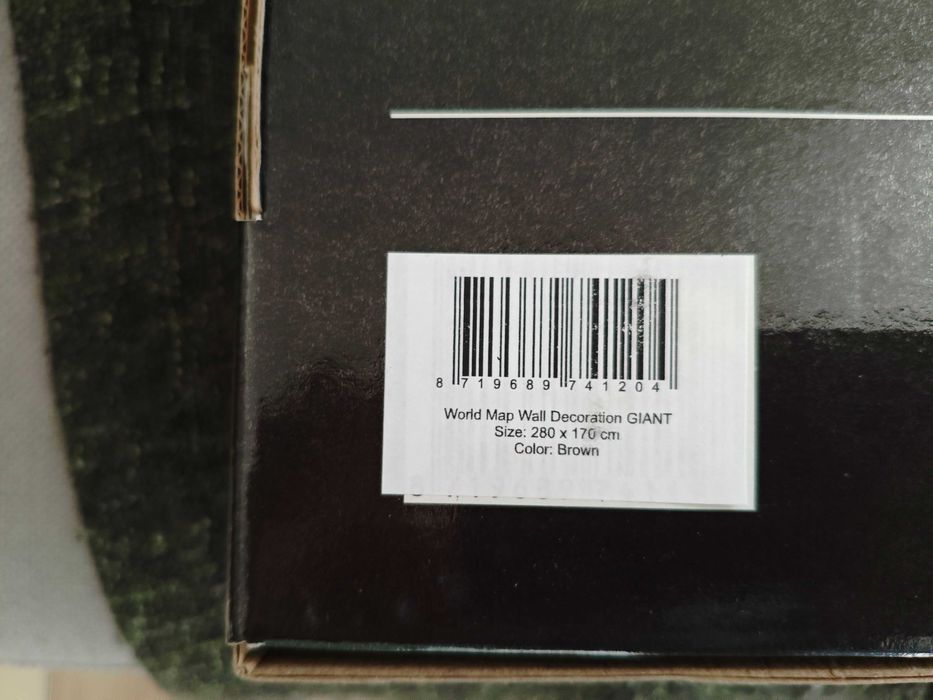 8 719689 741204
World Map Wall Decoration GIANT
Size: 280 x 170 cm
Color: Brown